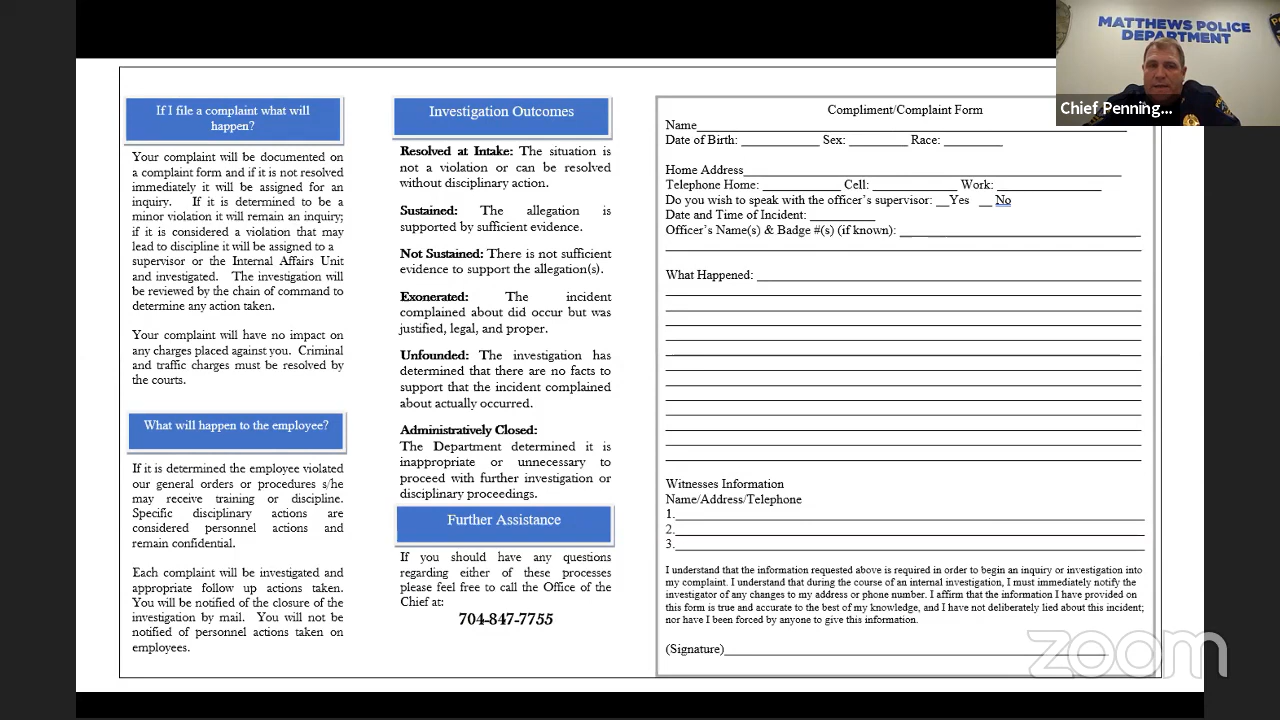 MATTHEWS POLICE
DEPARTMENT
Chief Penning...
If I file a complaint what will
happen?
Your complaint will be documented on
a complaint form and if it is not resolved
immediately it will be assigned for an
inquiry. If it is determined to be a
minor violation it will remain an inquiry;
if it is considered a violation that may
lead to discipline it will be assigned to a
supervisor or the Internal Affairs Unit
and investigated. The investigation will
be reviewed by the chain of command to
determine any action taken.
Your complaint will have no impact on
any charges placed against you. Criminal
and traffic charges must be resolved by
the courts.
What will happen to the employee?
If it is determined the employee violated
our general orders or procedures s/he
may receive training or discipline.
Specific disciplinary actions are
considered personnel actions and
remain confidential.
Each complaint will be investigated and
appropriate follow up actions taken.
You will be notified of the closure of the
investigation by mail. You will not be
notified of personnel actions taken on
employees.
Investigation Outcomes
Resolved at Intake: The situation is
not a violation or can be resolved
without disciplinary action.
Sustained: The allegation is
supported by sufficient evidence.
Not Sustained: There is not sufficient
evidence to support the allegation(s).
Exonerated: The incident
complained about did occur but was
justified, legal, and proper.
Unfounded: The investigation has
determined that there are no facts to
support that the incident complained
about actually occurred.
Administratively Closed:
The Department determined it is
inappropriate or unnecessary to
proceed with further investigation or
disciplinary proceedings.
Further Assistance
If you should have any questions
regarding either of these processes
please feel free to call the Office of the
Chief at:
704-847-7755
Compliment/Complaint Form
Name
Date of Birth: Sex: Race:
Home Address
Telephone Home: Cell: Work:
Do you wish to speak with the officer's supervisor: __Yes __ No
Date and Time of Incident:
Officer's Name(s) & Badge #(s) (if known):
What Happened:
Witnesses Information
Name/Address/Telephone
1.
2.
3.
I understand that the information requested above is required in order to begin an inquiry or investigation into
my complaint. I understand that during the course of an internal investigation, I must immediately notify the
investigator of any changes to my address or phone number. I affirm that the information I have provided on
this form is true and accurate to the best of my knowledge, and I have not deliberately lied about this incident;
nor have I been forced by anyone to give this information.
(Signature)
zoom